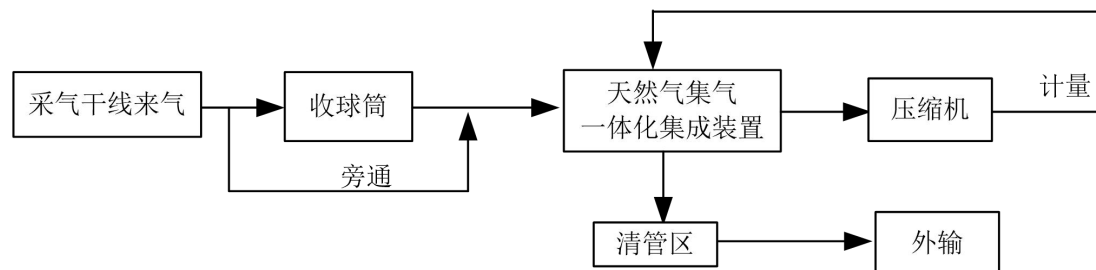 采气干线来气
收球筒
旁通
天然气集气
一体化集成装置
压缩机
计量
清管区
外输